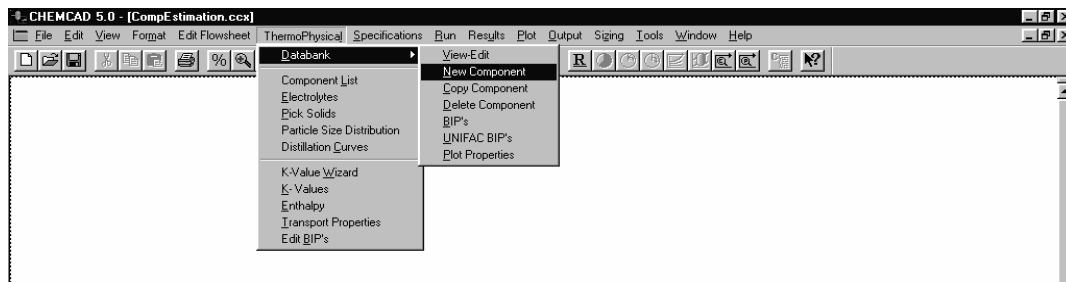 CHEMCAD 5.0 - [CompEstimation.ccx]
File Edit View Format Edit Flowsheet ThermoPhysical Specifications Run Results Plot Output Sizing Tools Window Help
% R
Databank
Component List
Electrolytes
Pick Solids
Particle Size Distribution
Distillation Curves
K-Value Wizard
K- Values
Enthalpy
Transport Properties
Edit BIP's
View-Edit
New Component
Copy Component
Delete Component
BIP's
UNIFAC BIP's
Plot Properties